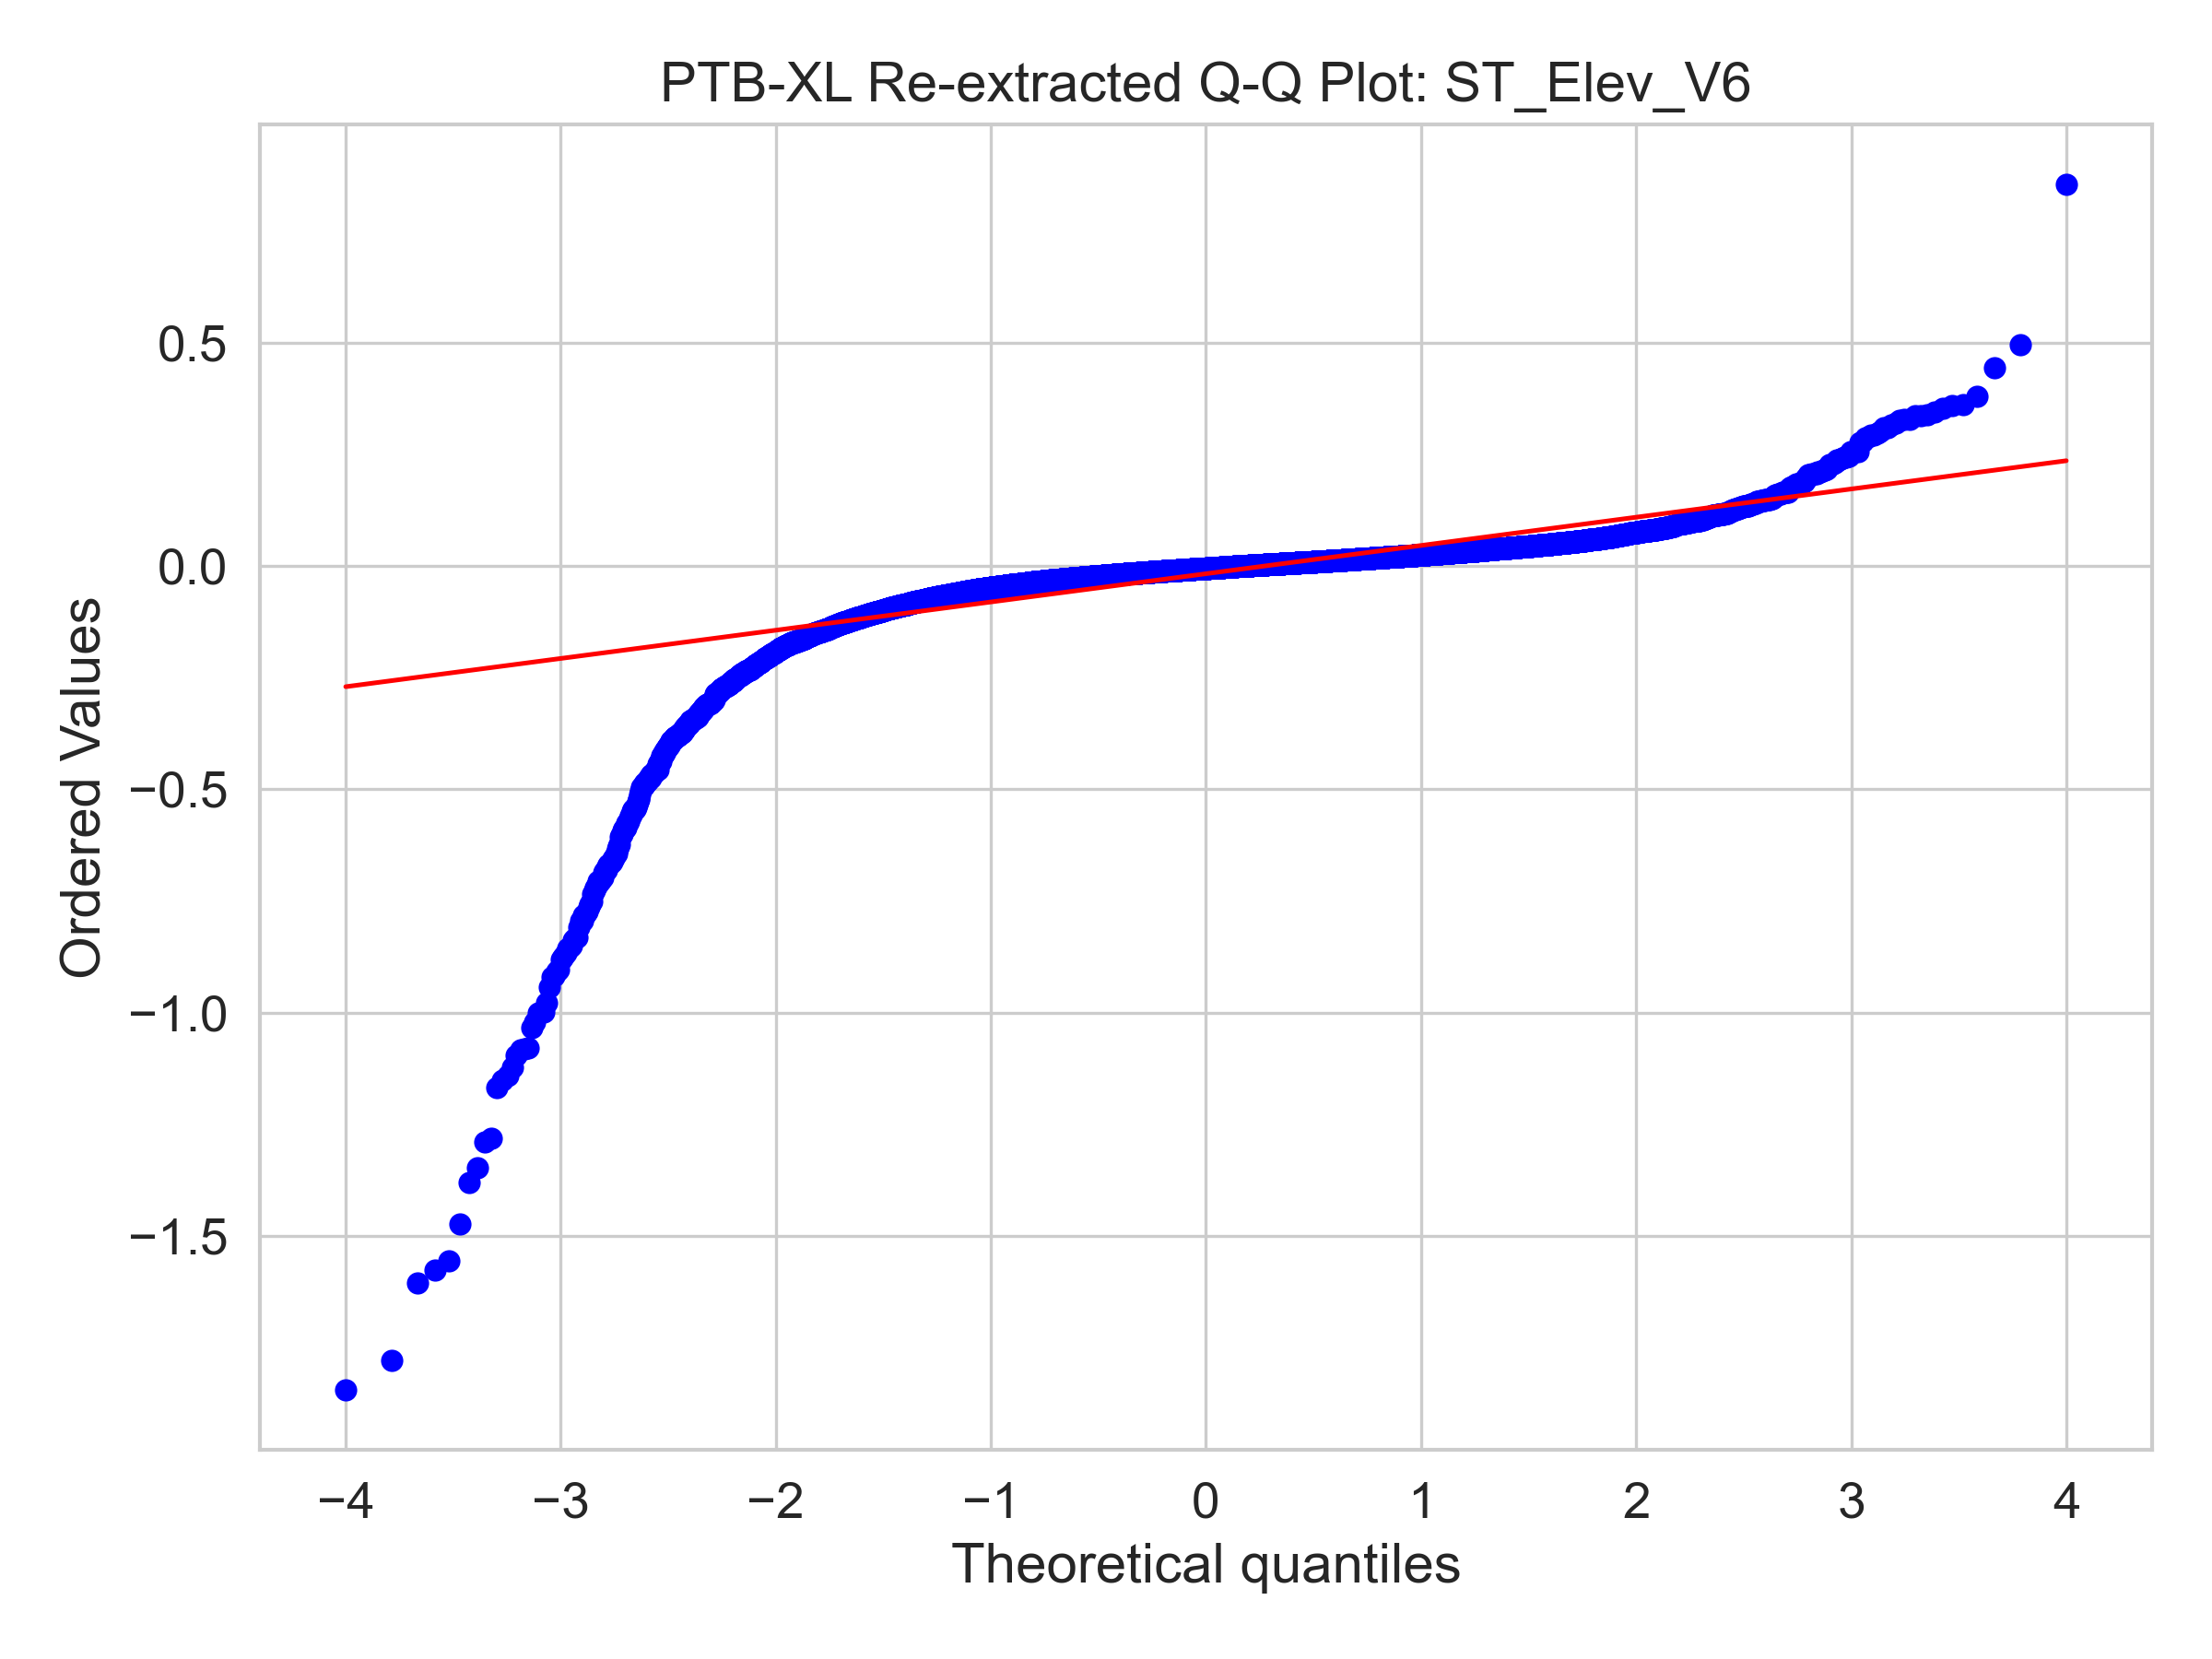 PTB-XL Re-extracted Q-Q Plot: ST_Elev_V6
0.5
0.0
−0.5
−1.0
−1.5
Ordered Values
−4 −3 −2 −1 0 1 2 3 4
Theoretical quantiles